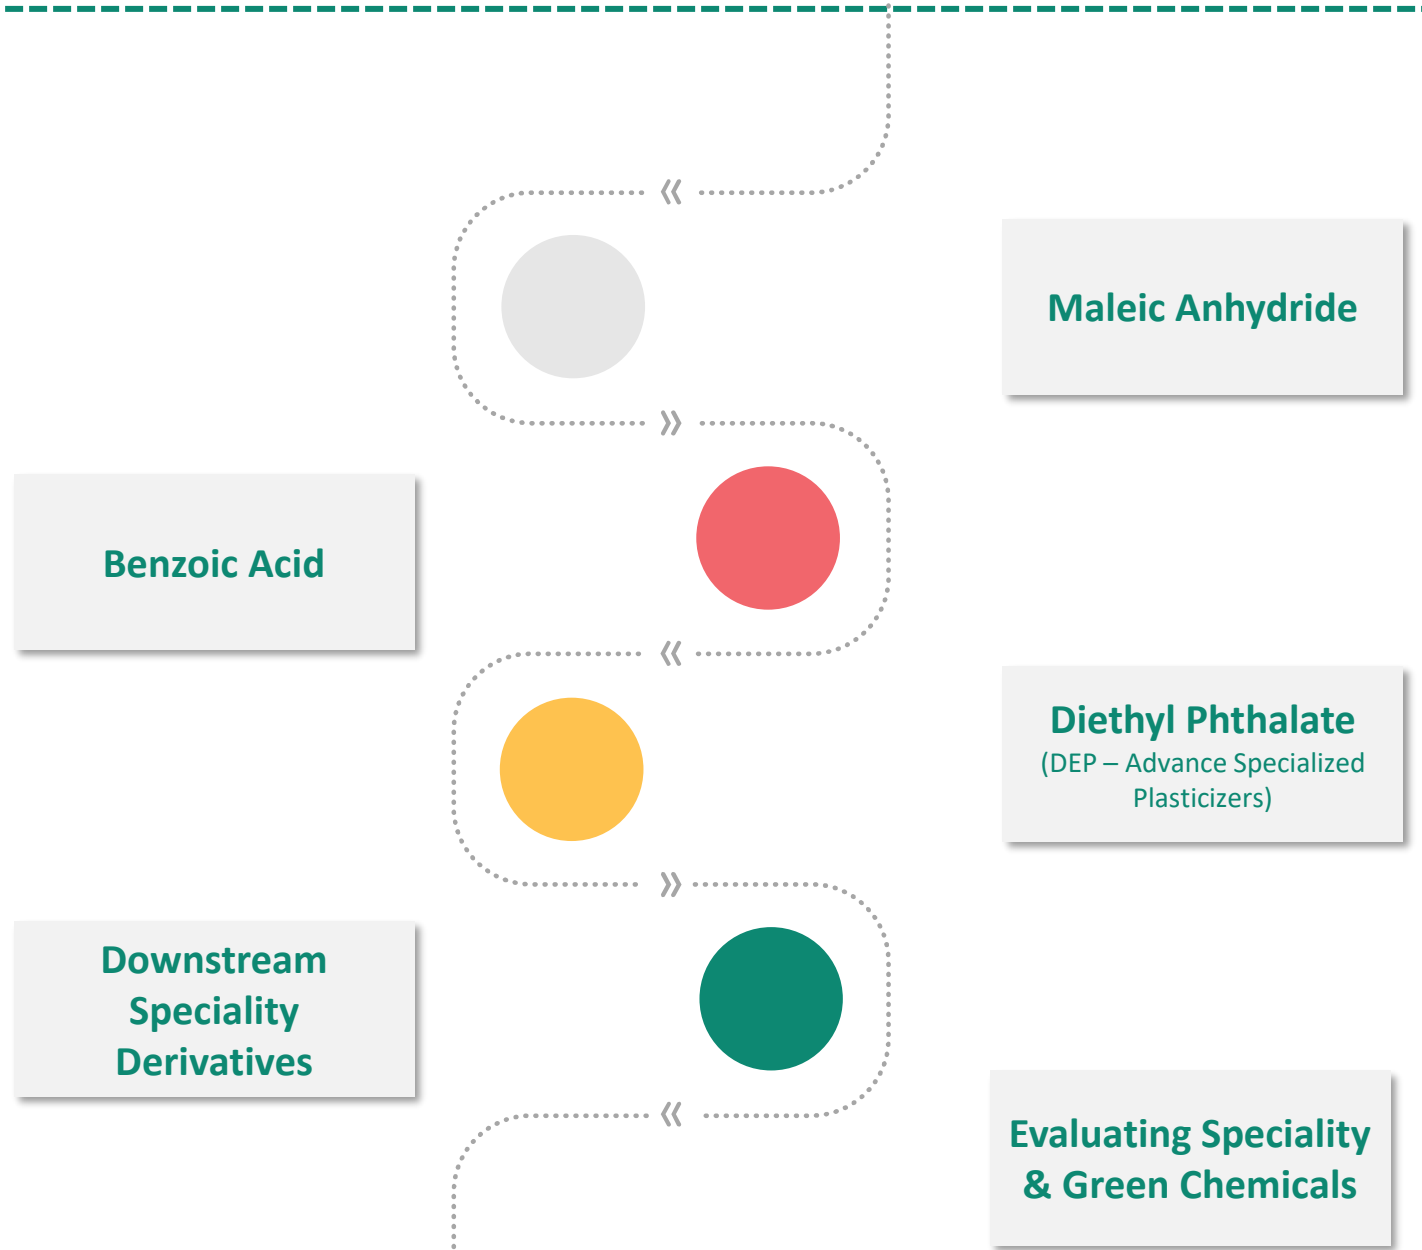 Maleic Anhydride
Benzoic Acid
Diethyl Phthalate
(DEP – Advance Specialized
Plasticizers)
Downstream
Speciality
Derivatives
Evaluating Speciality
& Green Chemicals